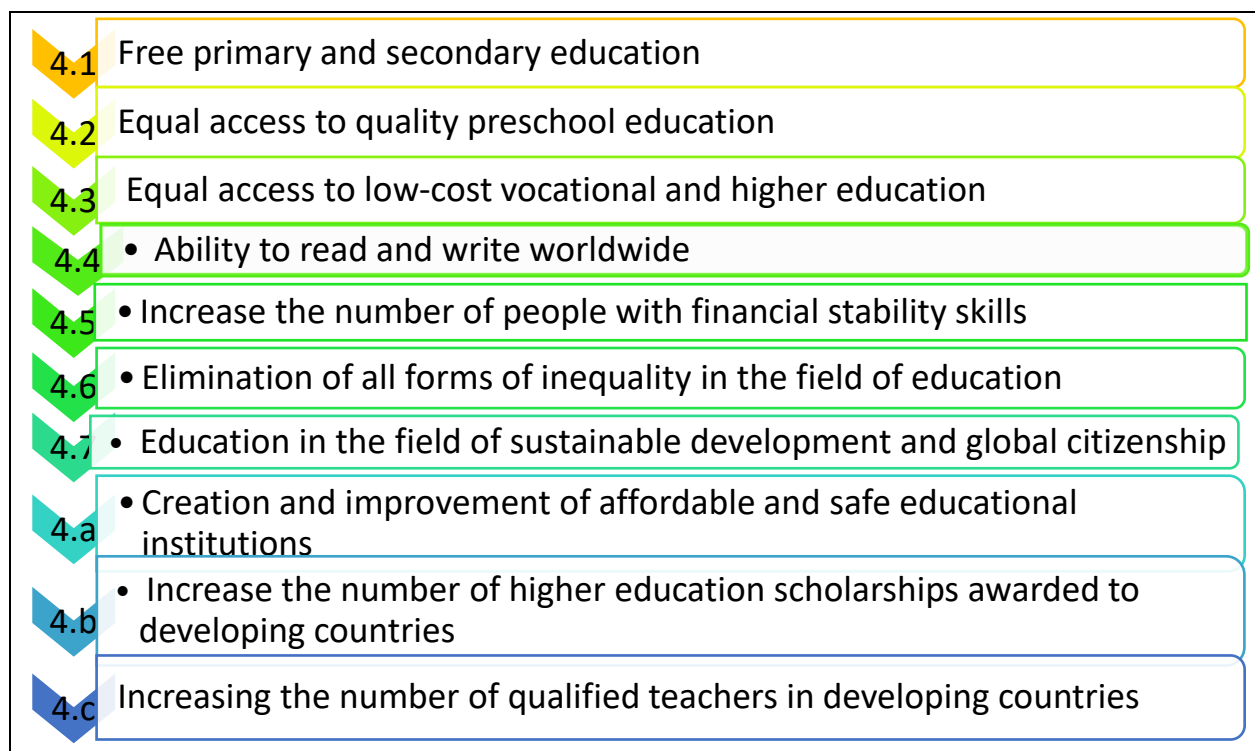 4.1 Free primary and secondary education
4.2 Equal access to quality preschool education
4.3 Equal access to low-cost vocational and higher education
4.4 • Ability to read and write worldwide
4.5 • Increase the number of people with financial stability skills
4.6 • Elimination of all forms of inequality in the field of education
4.7 • Education in the field of sustainable development and global citizenship
4.a • Creation and improvement of affordable and safe educational
institutions
4.b • Increase the number of higher education scholarships awarded to
developing countries
4.c Increasing the number of qualified teachers in developing countries